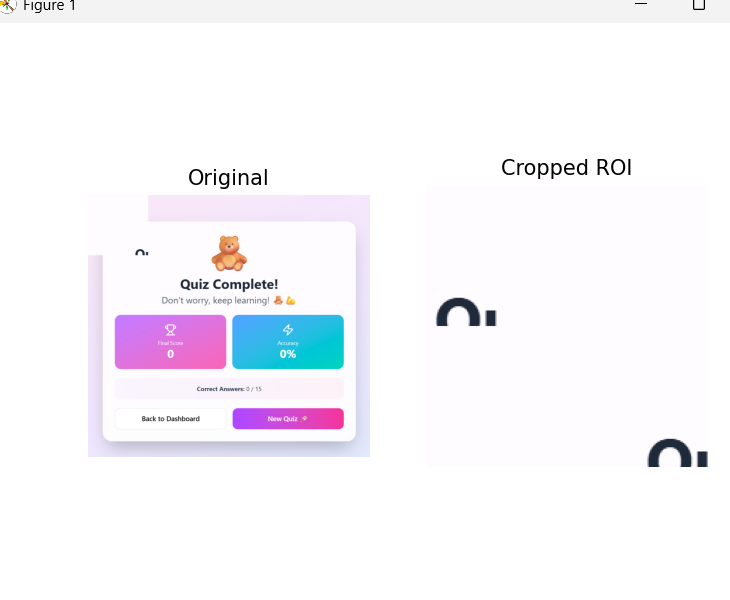 Figure 1
Original
Cropped ROI
Quiz Complete!
Don't worry, keep learning! 🧸 💪
Final Score
0
Accuracy
0%
Correct Answers: 0 / 15
Back to Dashboard
New Quiz